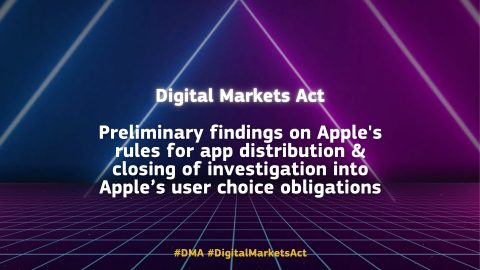 Digital Markets Act
Preliminary findings on Apple's
rules for app distribution &
closing of investigation into
Apple’s user choice obligations
#DMA #DigitalMarketsAct